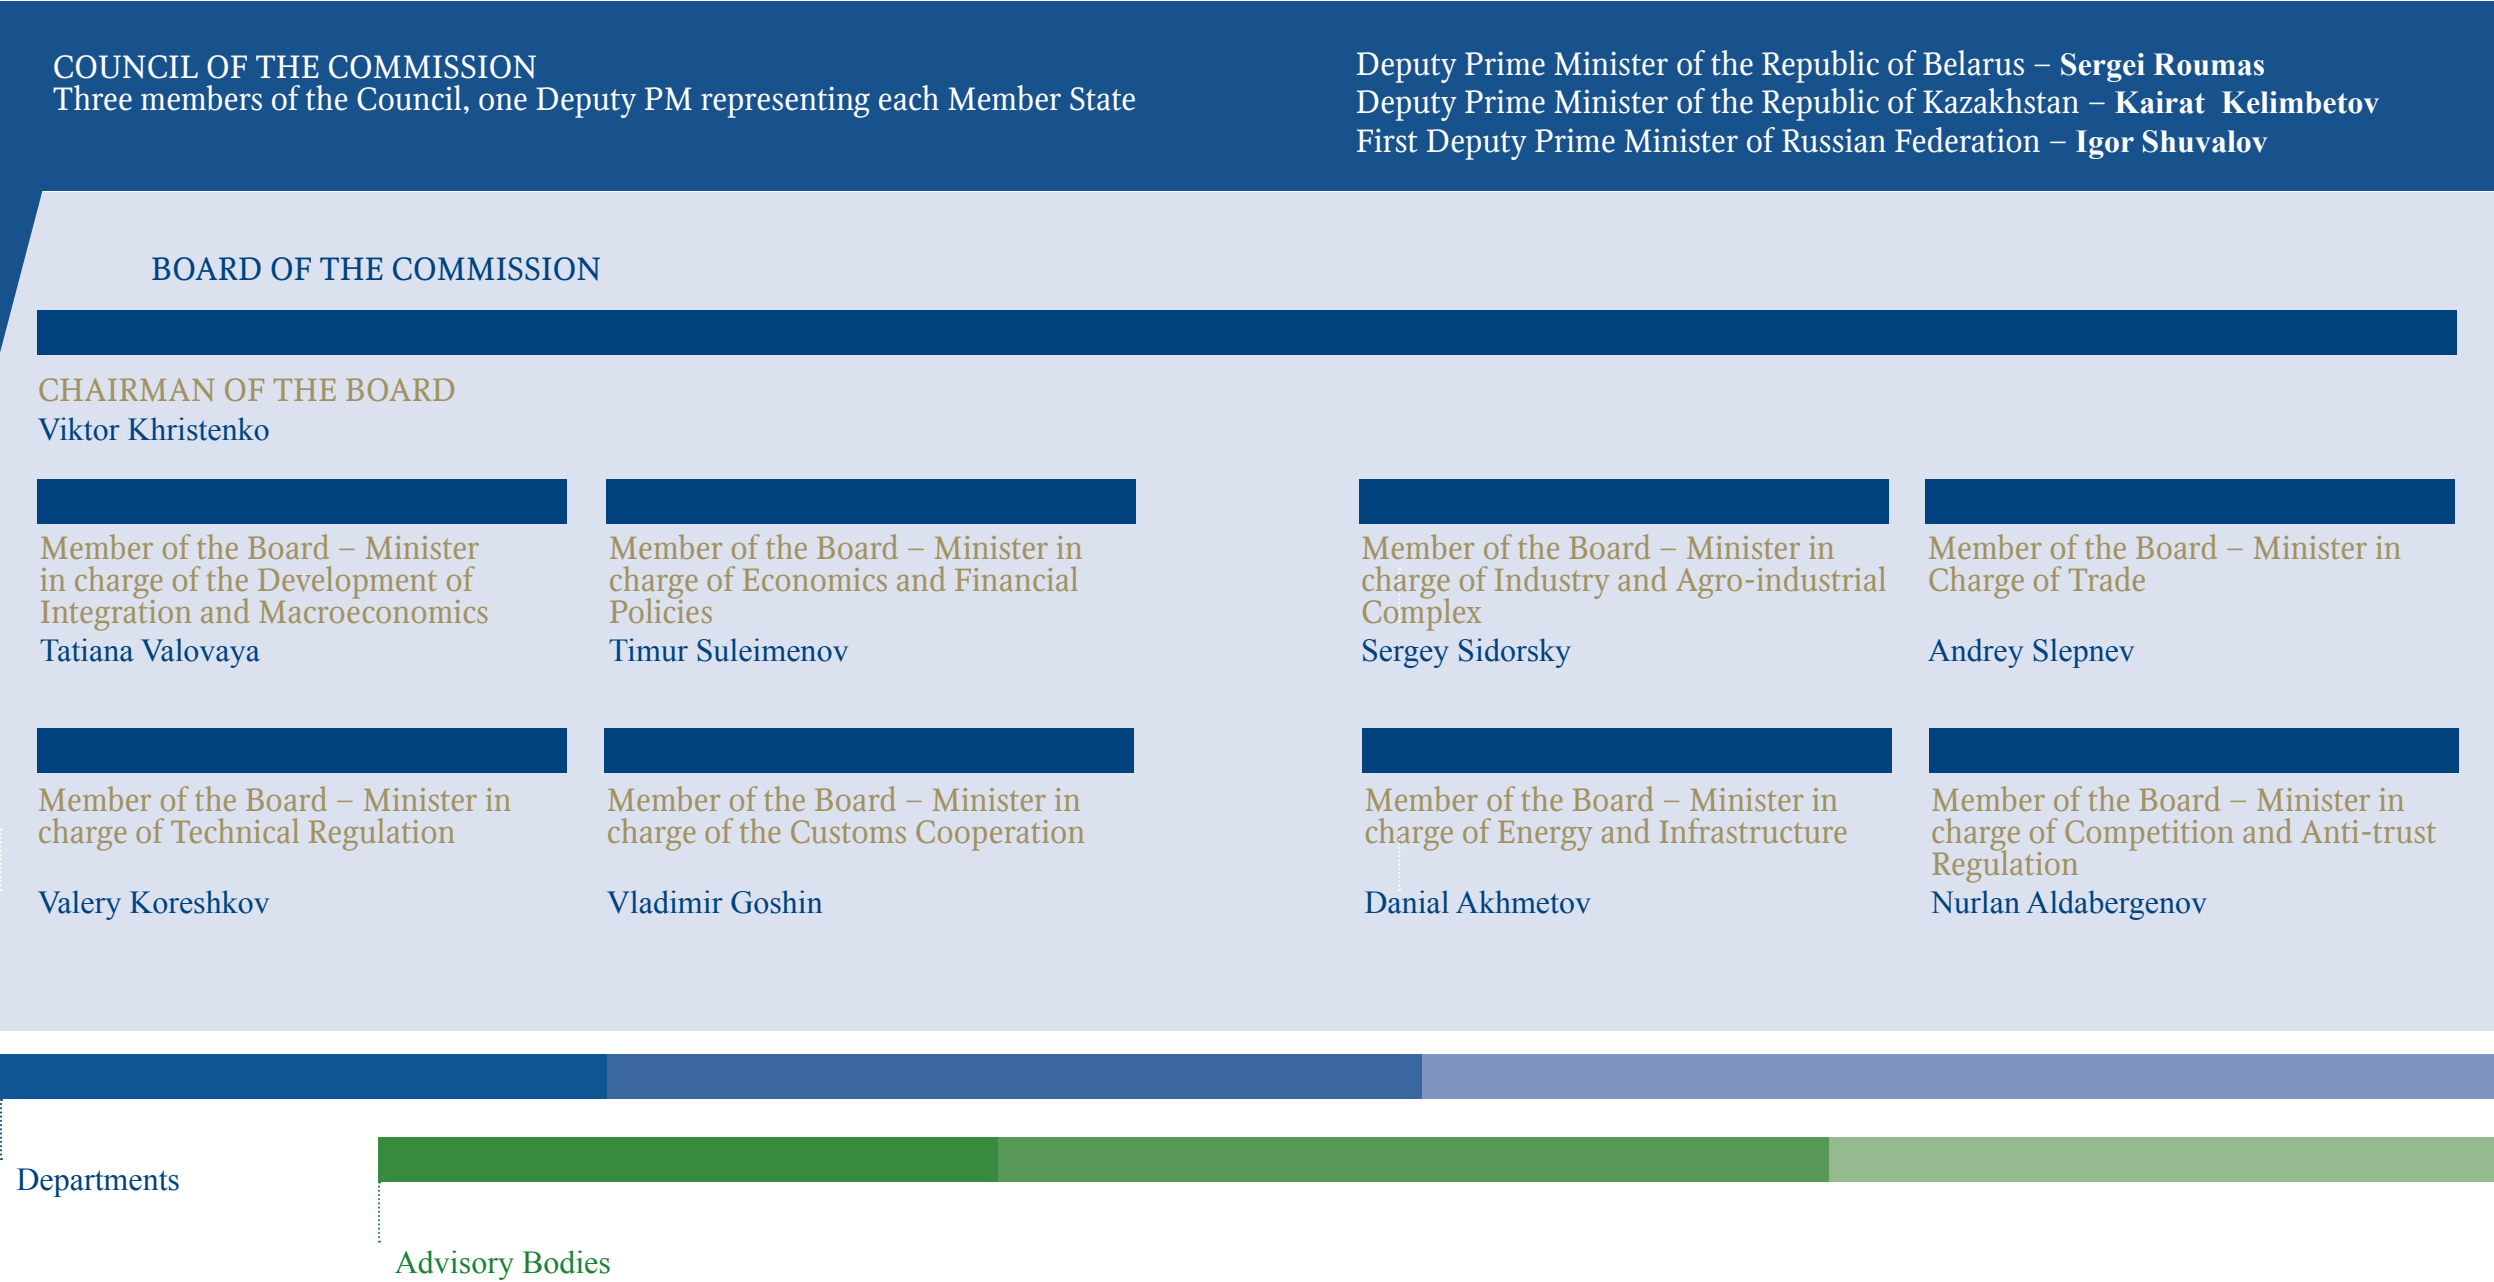 COUNCIL OF THE COMMISSION
Three members of the Council, one Deputy PM representing each Member State
Deputy Prime Minister of the Republic of Belarus – Sergei Roumas
Deputy Prime Minister of the Republic of Kazakhstan – Kairat Kelimbetov
First Deputy Prime Minister of Russian Federation – Igor Shuvalov
BOARD OF THE COMMISSION
CHAIRMAN OF THE BOARD
Viktor Khristenko
Member of the Board – Minister
in charge of the Development of
Integration and Macroeconomics
Tatiana Valovaya
Member of the Board – Minister in
charge of Economics and Financial
Policies
Timur Suleimenov
Member of the Board – Minister in
charge of Industry and Agro-industrial
Complex
Sergey Sidorsky
Member of the Board – Minister in
Charge of Trade
Andrey Slepnev
Member of the Board – Minister in
charge of Technical Regulation
Valery Koreshkov
Member of the Board – Minister in
charge of the Customs Cooperation
Vladimir Goshin
Member of the Board – Minister in
charge of Energy and Infrastructure
Danial Akhmetov
Member of the Board – Minister in
charge of Competition and Anti-trust
Regulation
Nurlan Aldabergenov
Departments
Advisory Bodies